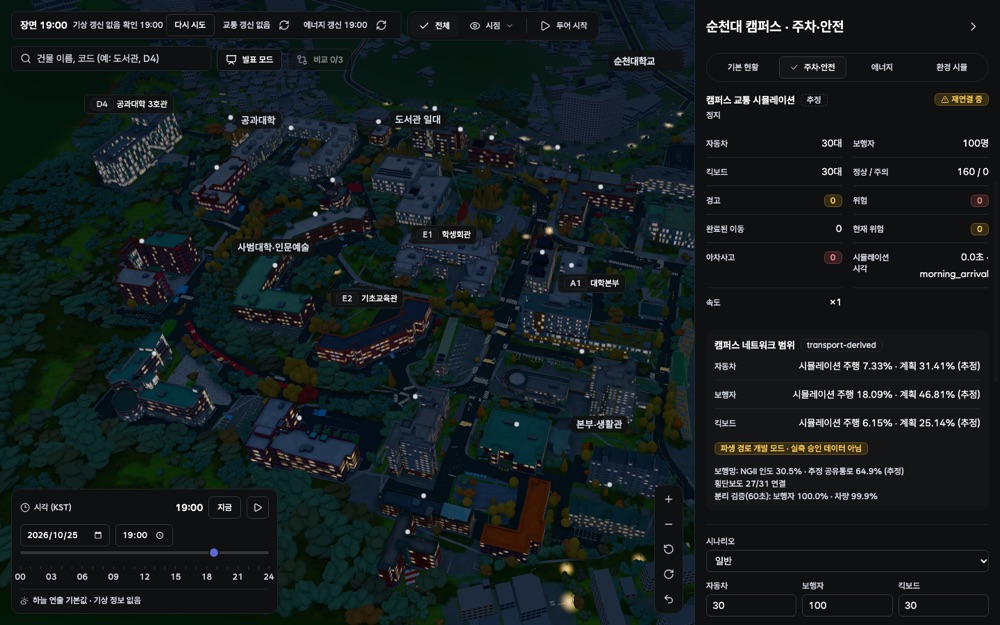 장면 19:00 기상 갱신 없음 확인 19:00 다시 시도 교통 갱신 없음 에너지 갱신 19:00
전체 시점 투어 시작
건물 이름, 코드 (예: 도서관, D4)
발표 모드
비교 0/3
순천대학교
D4 공과대학 3호관
공과대학
도서관 일대
E1 학생회관
사범대학·인문예술
A1 대학본부
E2 기초교육관
본부·생활관
시각 (KST) 19:00 지금
2026/10/25 19:00
00 03 06 09 12 15 18 21 24
하늘 연출 기본값 · 기상 정보 없음
순천대 캠퍼스 · 주차·안전
기본 현황 주차·안전 에너지 환경 시뮬
캠퍼스 교통 시뮬레이션 추정 재연결 중
정지
자동차 30대 보행자 100명
킥보드 30대 정상 / 주의 160 / 0
경고 0 위험 0
완료된 이동 0 현재 위험 0
아차사고 0 시뮬레이션 시각 0.0초 · morning_arrival
속도 ×1
캠퍼스 네트워크 범위 transport-derived
자동차 시뮬레이션 주행 7.33% · 계획 31.41% (추정)
보행자 시뮬레이션 주행 18.09% · 계획 46.81% (추정)
킥보드 시뮬레이션 주행 6.15% · 계획 25.14% (추정)
파생 경로 개발 모드 · 실측 승인 데이터 아님
보행망: NGII 인도 30.5% · 추정 공유통로 64.9% (추정)
횡단보도 27/31 연결
분리 검증(60초): 보행자 100.0% · 차량 99.9%
시나리오
일반
자동차 보행자 킥보드
30 100 30